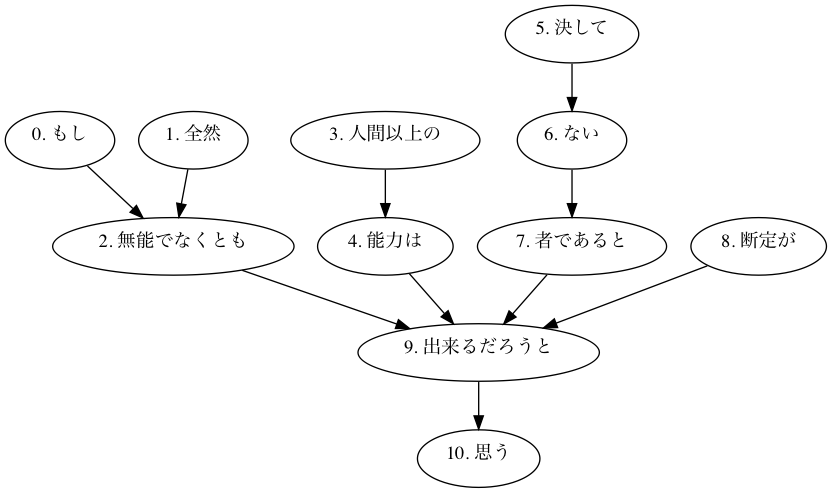 0. もし
1. 全然
2. 無能でなくとも
3. 人間以上の
4. 能力は
5. 決して
6. ない
7. 者であると
8. 断定が
9. 出来るだろうと
10. 思う